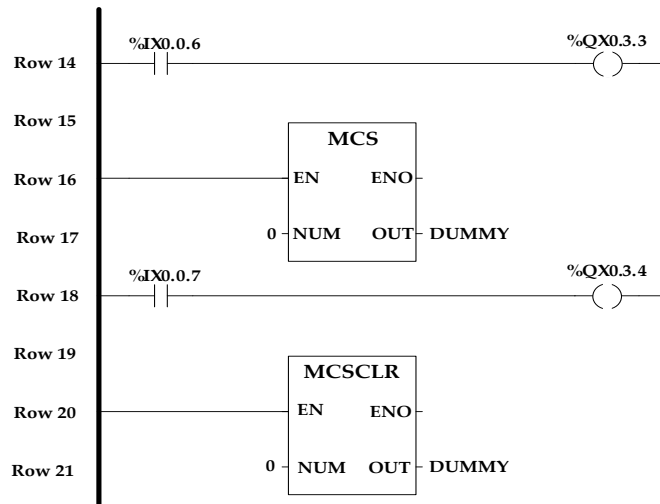 %IX0.0.6 %QX0.3.3
Row 14
Row 15
MCS
Row 16 EN ENO
Row 17 0 NUM OUT DUMMY
%IX0.0.7 %QX0.3.4
Row 18
Row 19
MCSCLR
Row 20 EN ENO
Row 21 0 NUM OUT DUMMY